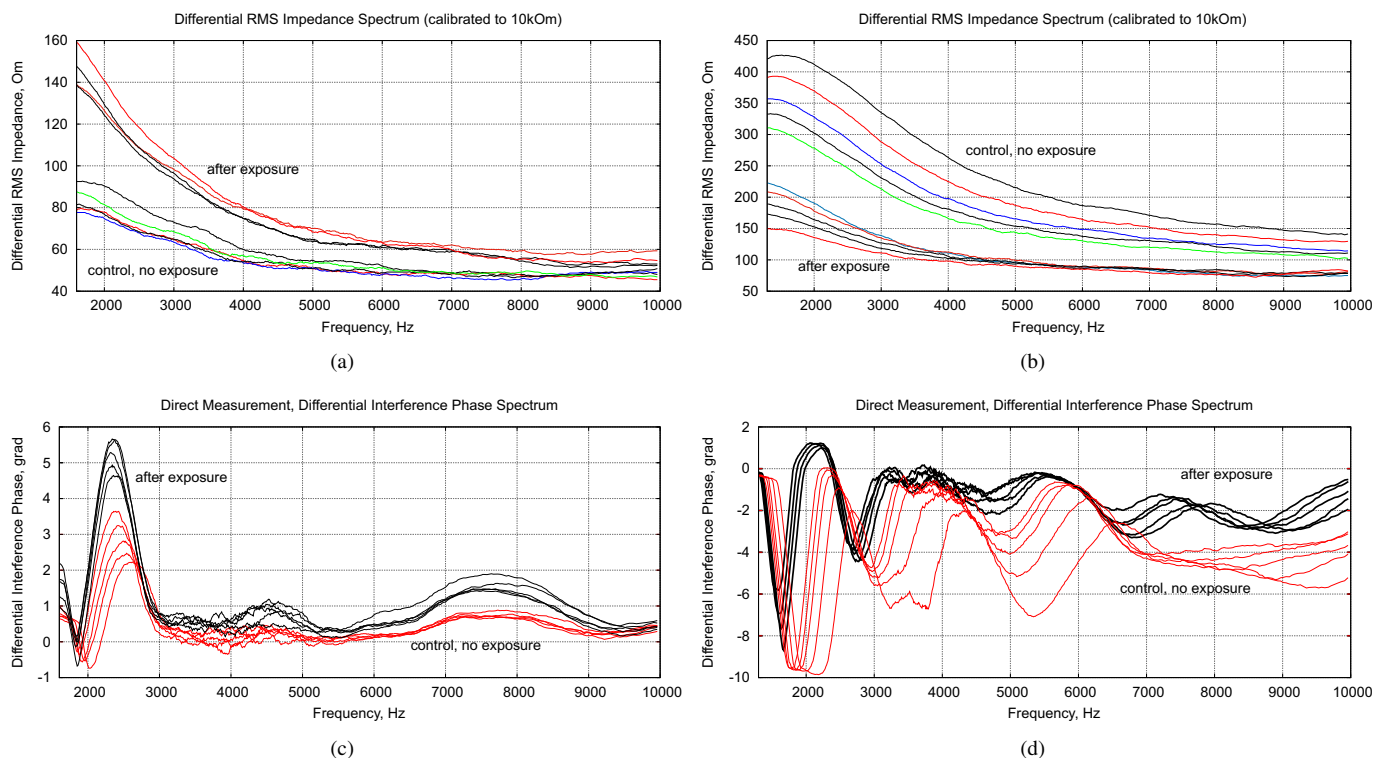 Differential RMS Impedance Spectrum (calibrated to 10kOm)
Differential RMS Impedance, Om
160
140
120
100
80
60
40
after exposure
control, no exposure
2000 3000 4000 5000 6000 7000 8000 9000 10000
Frequency, Hz
(a)
Differential RMS Impedance Spectrum (calibrated to 10kOm)
Differential RMS Impedance, Om
450
400
350
300
250
200
150
100
50
control, no exposure
after exposure
2000 3000 4000 5000 6000 7000 8000 9000 10000
Frequency, Hz
(b)
Direct Measurement, Differential Interference Phase Spectrum
Differential Interference Phase, grad
6
5
4
3
2
1
0
-1
after exposure
control, no exposure
2000 3000 4000 5000 6000 7000 8000 9000 10000
Frequency, Hz
(c)
Direct Measurement, Differential Interference Phase Spectrum
Differential Interference Phase, grad
2
0
-2
-4
-6
-8
-10
after exposure
control, no exposure
2000 3000 4000 5000 6000 7000 8000 9000 10000
Frequency, Hz
(d)